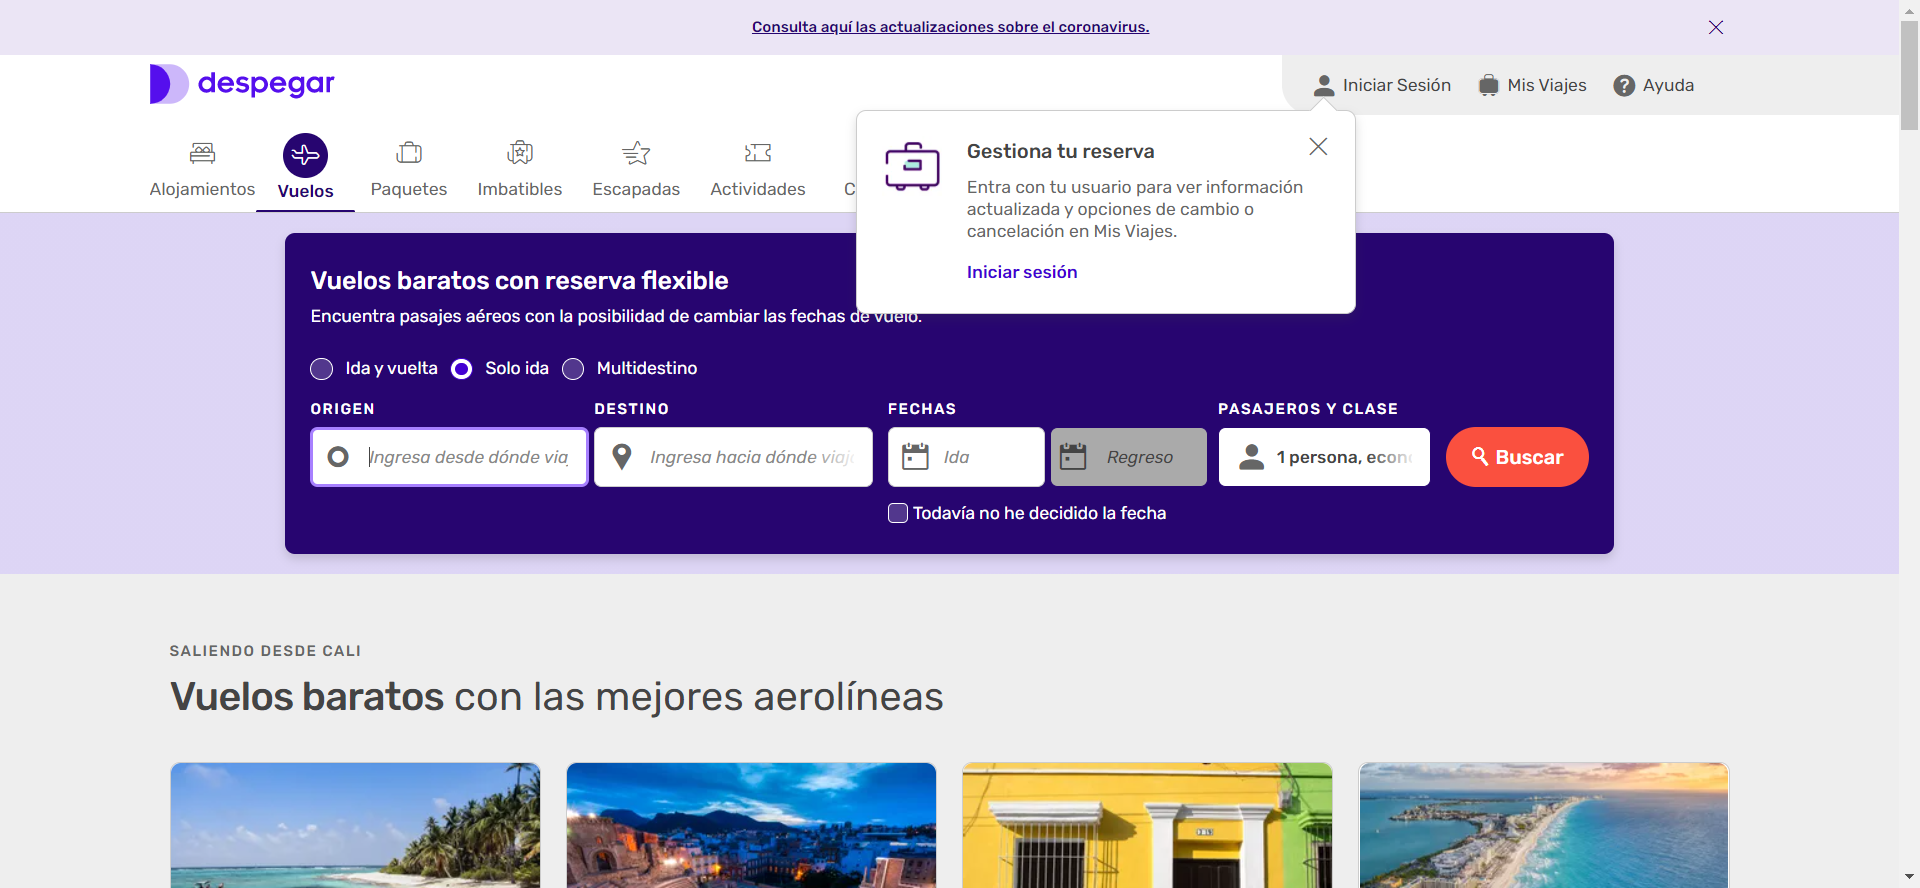 Consulta aquí las actualizaciones sobre el coronavirus.
despegar
Iniciar Sesión
Mis Viajes
Ayuda
Alojamientos
Vuelos
Paquetes
Imbatibles
Escapadas
Actividades
C
Gestiona tu reserva
Entra con tu usuario para ver información
actualizada y opciones de cambio o
cancelación en Mis Viajes.
Iniciar sesión
Vuelos baratos con reserva flexible
Encuentra pasajes aéreos con la posibilidad de cambiar las fechas de vuelo.
Ida y vuelta
Solo ida
Multidestino
ORIGEN
DESTINO
FECHAS
PASAJEROS Y CLASE
Ingresa desde dónde viaj
Ingresa hacia dónde viaja
Ida
Regreso
1 persona, econ
Buscar
Todavía no he decidido la fecha
SALIENDO DESDE CALI
Vuelos baratos con las mejores aerolíneas